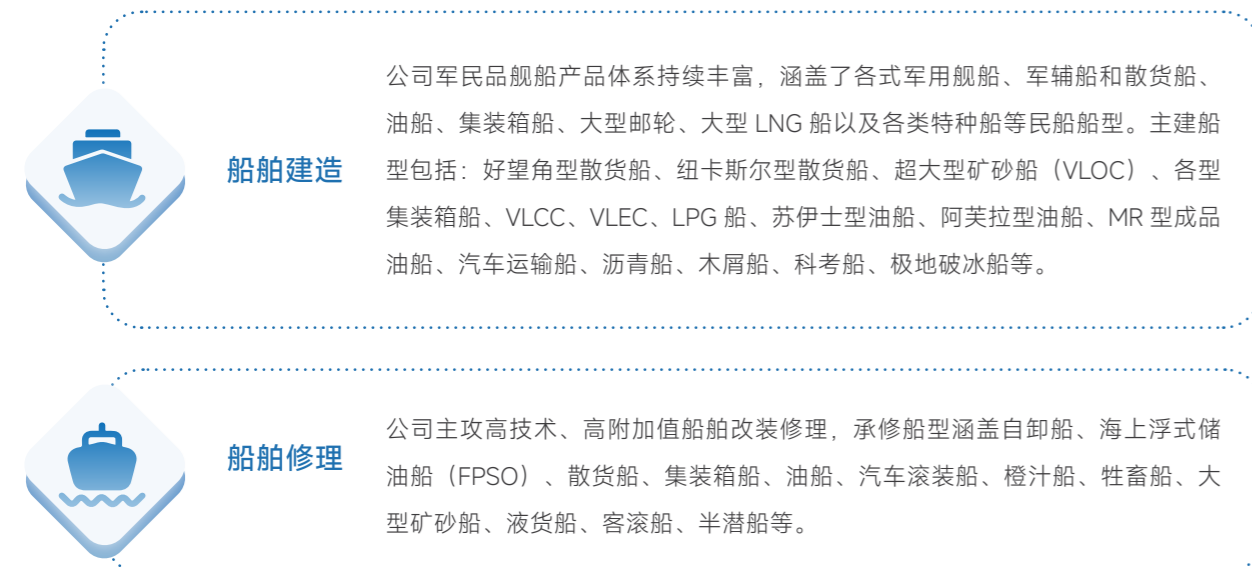 船舶建造
公司军民品舰船产品体系持续丰富，涵盖了各式军用舰船、军辅船和散货船、
油船、集装箱船、大型邮轮、大型 LNG 船以及各类特种船等民船船型。主建船
型包括：好望角型散货船、纽卡斯尔型散货船、超大型矿砂船（VLOC）、各型
集装箱船、VLCC、VLEC、LPG 船、苏伊士型油船、阿芙拉型油船、MR 型成品
油船、汽车运输船、沥青船、木屑船、科考船、极地破冰船等。
船舶修理
公司主攻高技术、高附加值船舶改装修理，承修船型涵盖自卸船、海上浮式储
油船（FPSO）、散货船、集装箱船、油船、汽车滚装船、橙汁船、牲畜船、大
型矿砂船、液货船、客滚船、半潜船等。